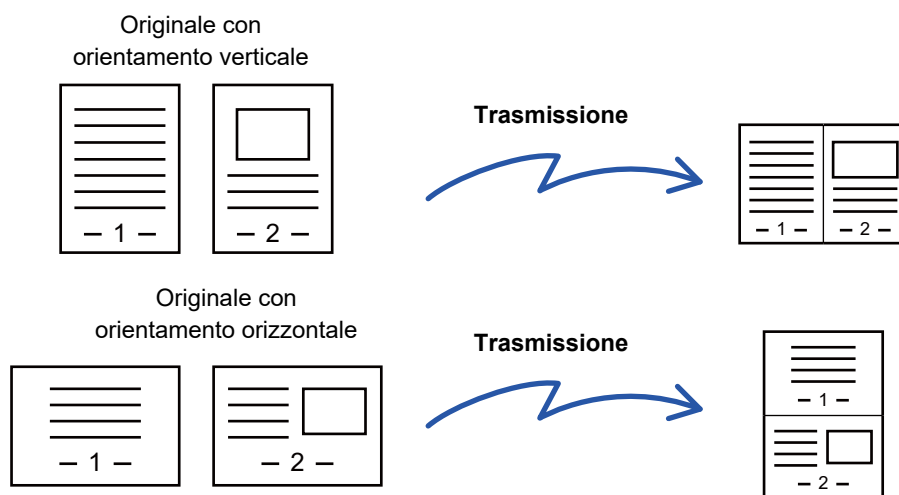 Originale con
orientamento verticale
Trasmissione
– 1 –
– 2 –
– 1 –
– 2 –
Originale con
orientamento orizzontale
Trasmissione
– 1 –
– 2 –
– 1 –
– 2 –